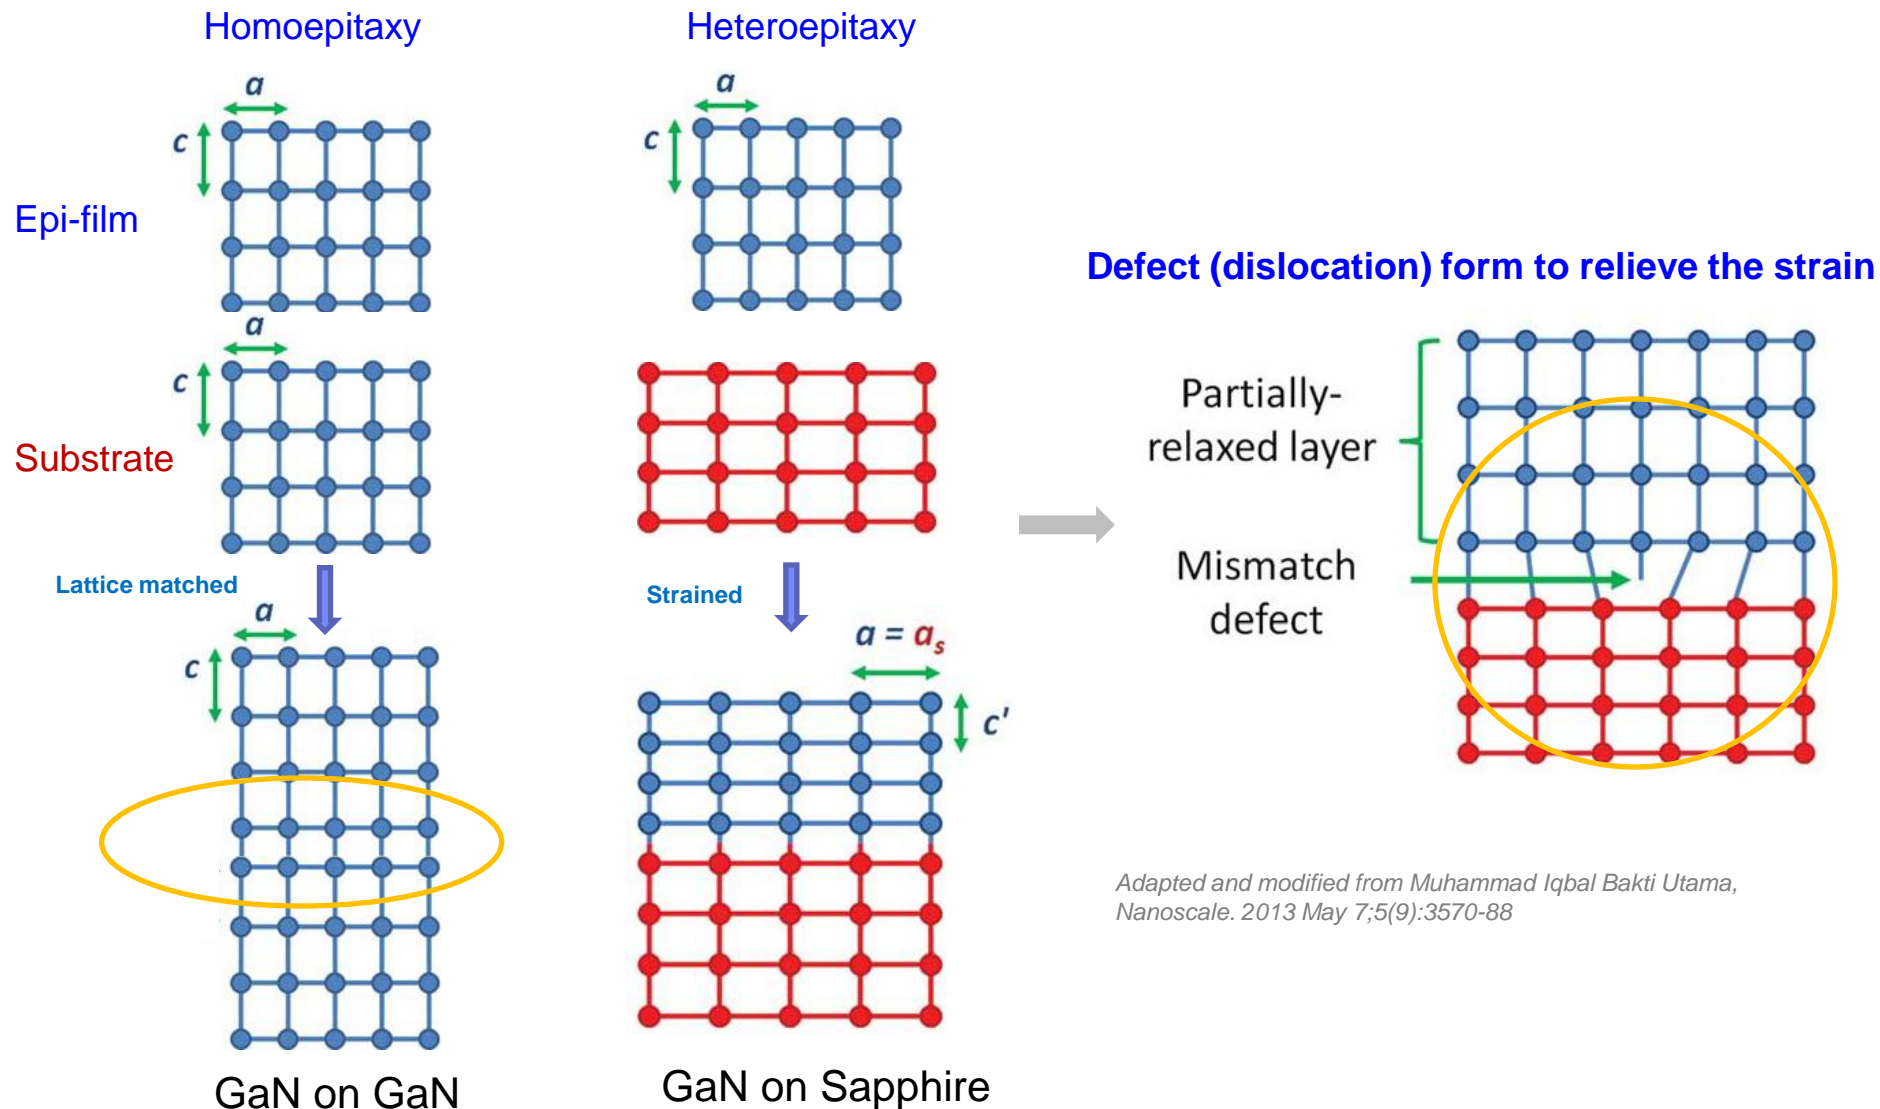 Homoepitaxy
Heteroepitaxy
a
c
a
c
Epi-film
a
c
Substrate
Lattice matched
Strained
a
c
a = aₛ
c'
GaN on GaN
GaN on Sapphire
Defect (dislocation) form to relieve the strain
Partially-
relaxed layer
Mismatch
defect
Adapted and modified from Muhammad Iqbal Bakti Utama,
Nanoscale. 2013 May 7;5(9):3570-88